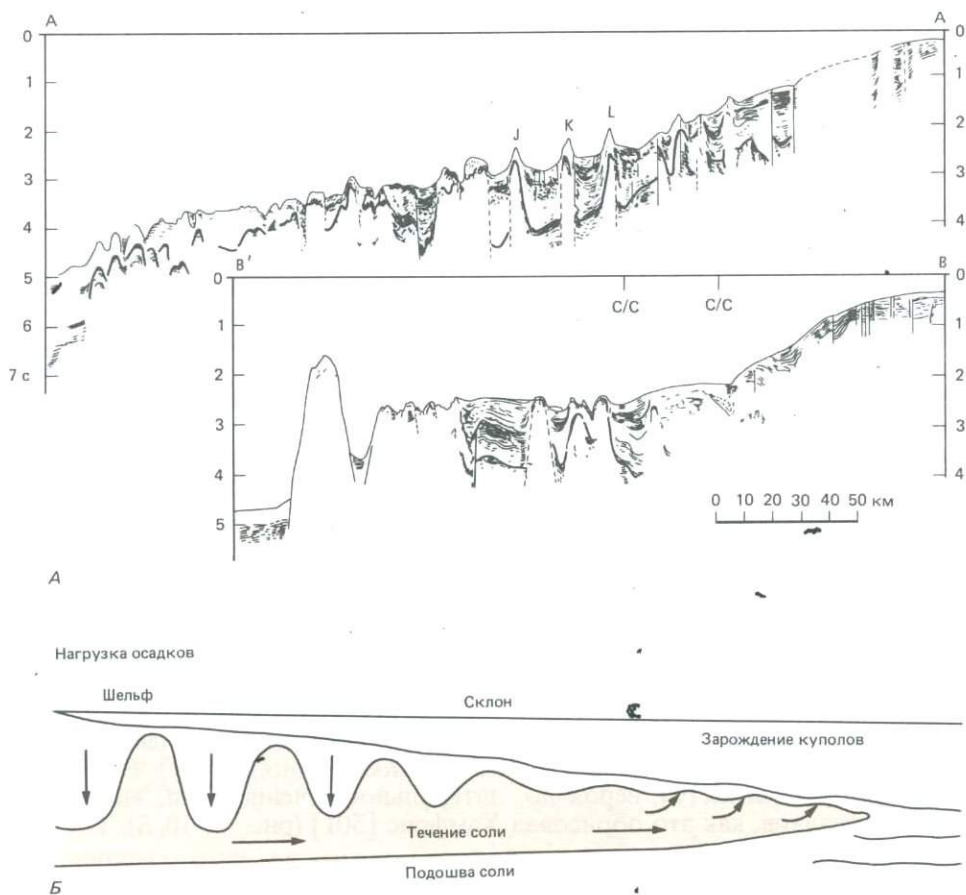 A A
0 0
1 1
2 2
3 3
4 4
5
6
7 с
J K L
B' B
0 0
C/C C/C
1 1
2 2
3 3
4 4
5
0 10 20 30 40 50 км
А
Нагрузка осадков
Шельф
Склон
Зарождение куполов
Течение соли
Подошва соли
Б